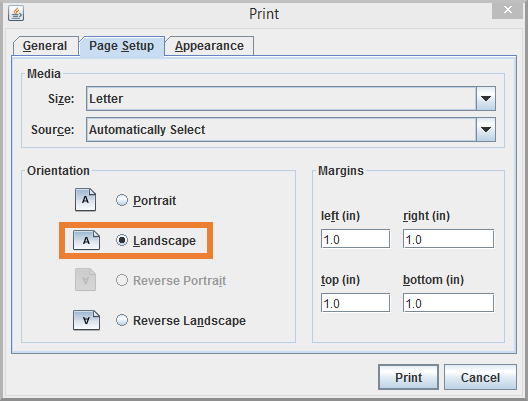 Print
General Page Setup Appearance
Media
Size: Letter
Source: Automatically Select
Orientation
A Portrait
A Landscape
A Reverse Portrait
A Reverse Landscape
Margins
left (in) right (in)
1.0 1.0
top (in) bottom (in)
1.0 1.0
Print Cancel